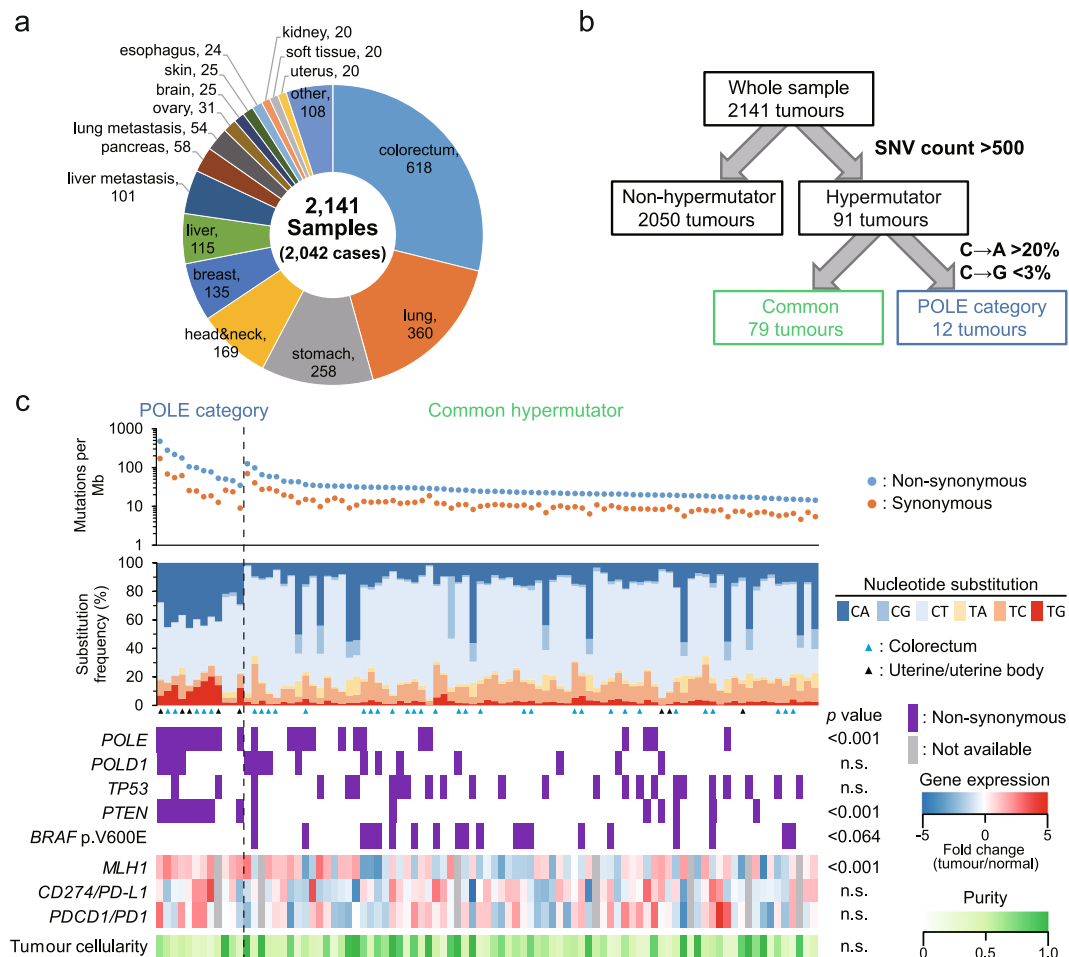 a
kidney, 20
esophagus, 24
soft tissue, 20
skin, 25
uterus, 20
brain, 25
other,
108
ovary, 31
lung metastasis, 54
pancreas, 58
liver metastasis,
101
liver,
115
breast,
135
head&neck,
169
stomach,
258
lung,
360
colorectum,
618
2,141
Samples
(2,042 cases)
b
Whole sample
2141 tumours
SNV count >500
Non-hypermutator
2050 tumours
Hypermutator
91 tumours
C→A >20%
C→G <3%
Common
79 tumours
POLE category
12 tumours
c
POLE category
Common hypermutator
Mutations per
Mb
1000
100
10
1
: Non-synonymous
: Synonymous
Substitution
frequency (%)
100
80
60
40
20
0
Nucleotide substitution
CA CG CT TA TC TG
: Colorectum
: Uterine/uterine body
p value
POLE <0.001
POLD1 n.s.
TP53 n.s.
PTEN <0.001
BRAF p.V600E <0.064
MLH1 <0.001
CD274/PD-L1 n.s.
PDCD1/PD1 n.s.
Tumour cellularity n.s.
: Non-synonymous
: Not available
Gene expression
-5 0 5
Fold change
(tumour/normal)
Purity
0 0.5 1.0